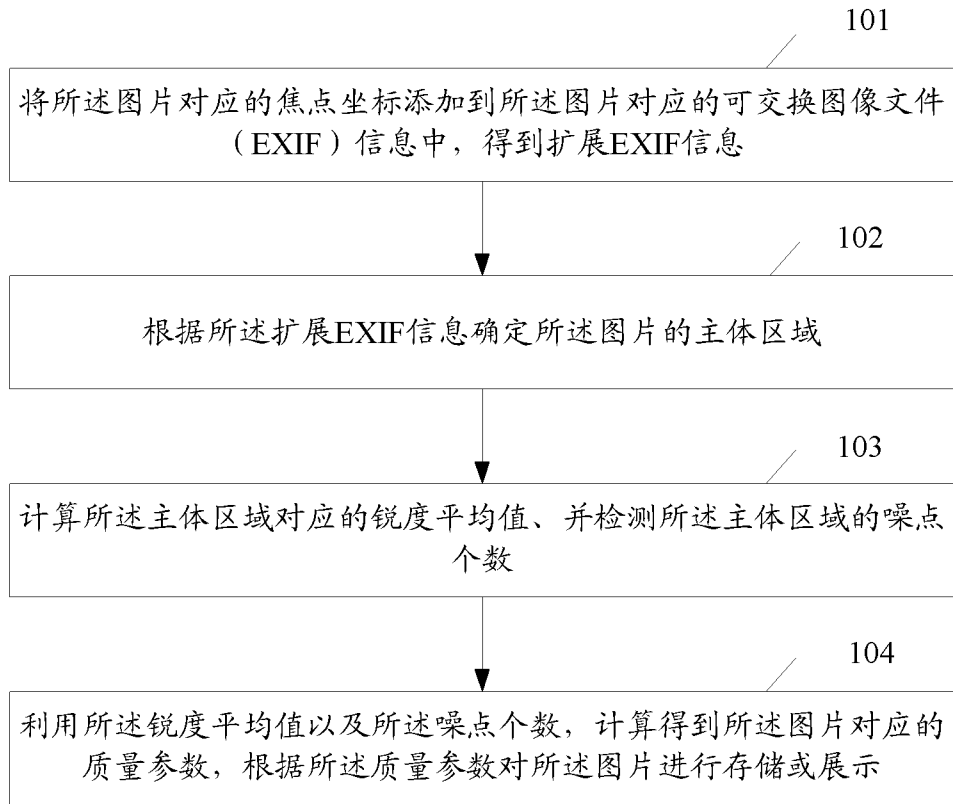 101
将所述图片对应的焦点坐标添加到所述图片对应的可交换图像文件
（EXIF）信息中，得到扩展EXIF信息
102
根据所述扩展EXIF信息确定所述图片的主体区域
103
计算所述主体区域对应的锐度平均值、并检测所述主体区域的噪点
个数
104
利用所述锐度平均值以及所述噪点个数，计算得到所述图片对应的
质量参数，根据所述质量参数对所述图片进行存储或展示